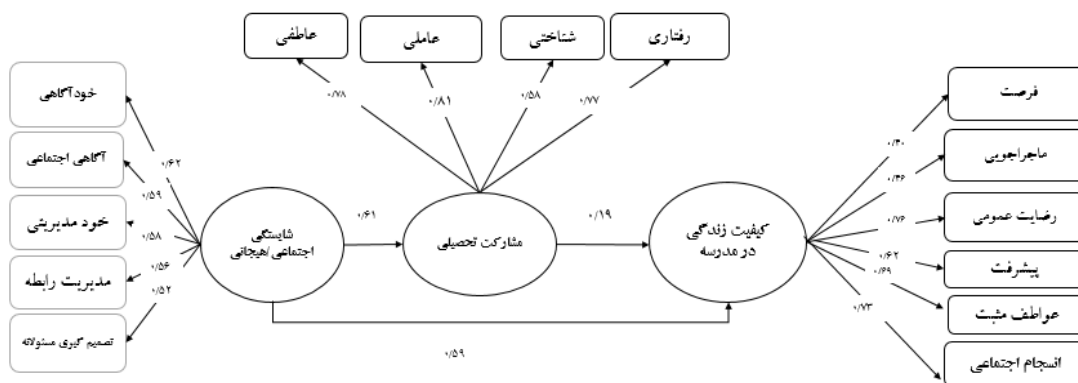 عاطفی
عاملی
شناختی
رفتاری
۰/۷۸
۰/۸۱
۰/۵۸
۰/۷۷
خودآگاهی
آگاهی اجتماعی
خود مدیریتی
مدیریت رابطه
تصمیم گیری مسئولانه
۰/۶۲
۰/۵۹
۰/۵۸
۰/۵۶
۰/۵۲
شایستگی
اجتماعی/هیجانی
۰/۶۱
مشارکت تحصیلی
۰/۱۹
کیفیت زندگی
در مدرسه
۰/۵۹
۰/۴۰
۰/۴۶
۰/۷۶
۰/۶۲
۰/۶۹
۰/۷۳
فرصت
ماجراجویی
رضایت عمومی
پیشرفت
عواطف مثبت
انسجام اجتماعی